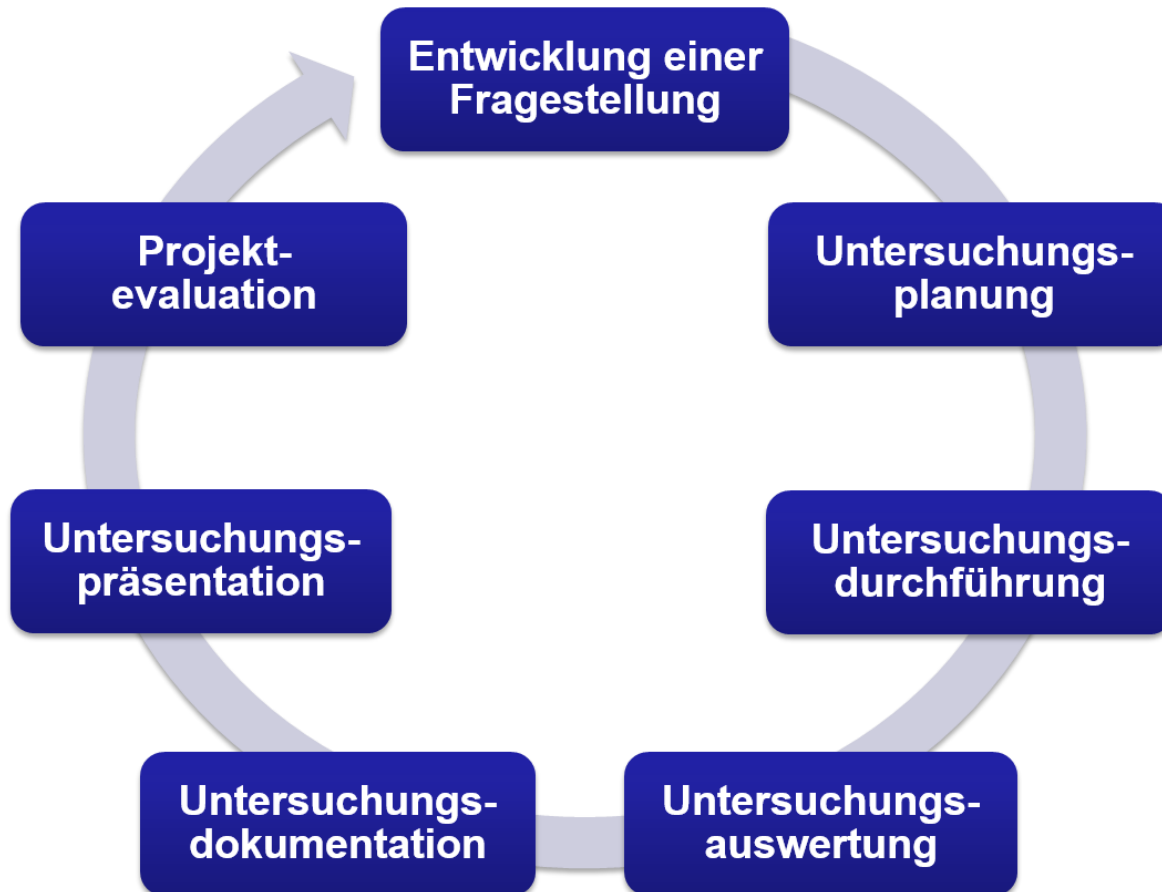 Entwicklung einer
Fragestellung
Untersuchungs-
planung
Untersuchungs-
durchführung
Untersuchungs-
auswertung
Untersuchungs-
dokumentation
Untersuchungs-
präsentation
Projekt-
evaluation